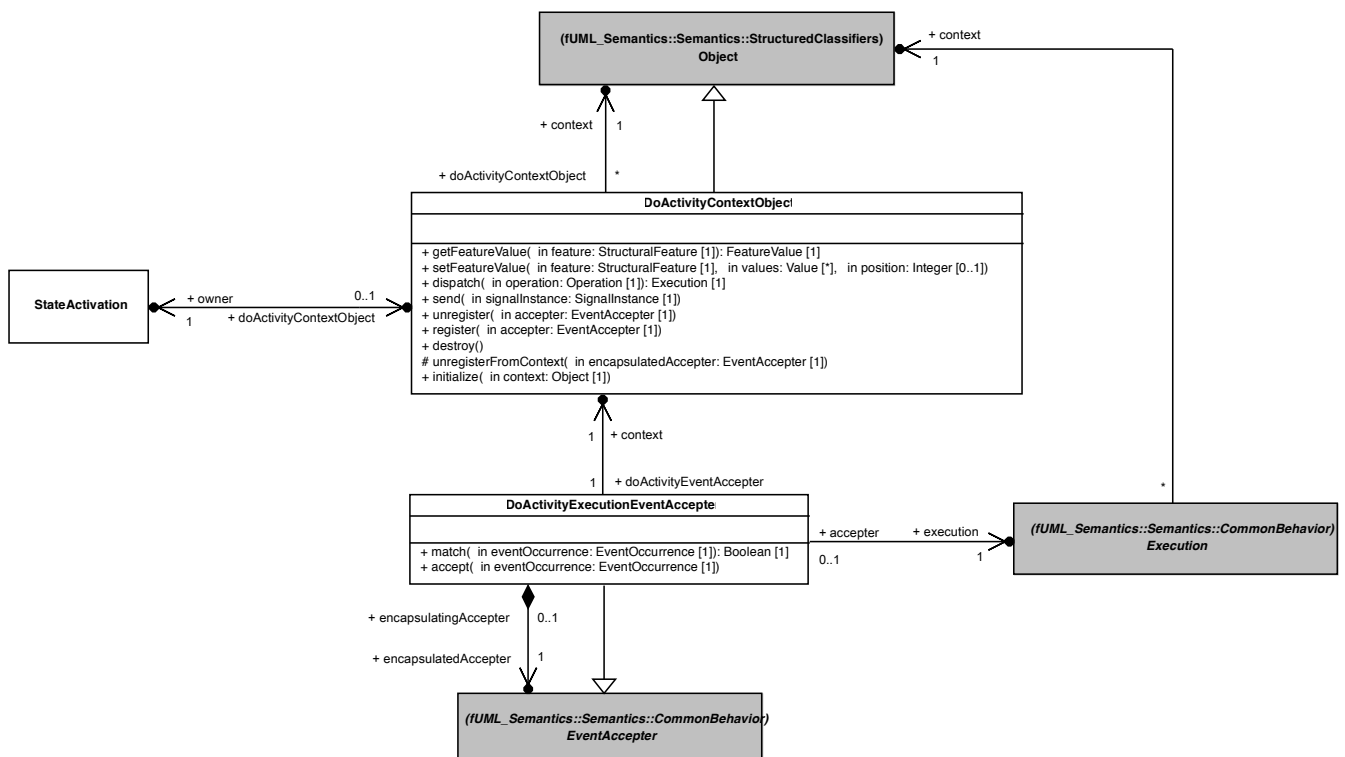 (fUML_Semantics::Semantics::StructuredClassifiers)
Object
+ context
1
+ context
1
+ doActivityContextObject
*
DoActivityContextObject
+ getFeatureValue( in feature: StructuralFeature [1]): FeatureValue [1]
+ setFeatureValue( in feature: StructuralFeature [1], in values: Value [*], in position: Integer [0..1])
+ dispatch( in operation: Operation [1]): Execution [1]
+ send( in signalInstance: SignalInstance [1])
+ unregister( in accepter: EventAccepter [1])
+ register( in accepter: EventAccepter [1])
+ destroy()
# unregisterFromContext( in encapsulatedAccepter: EventAccepter [1])
+ initialize( in context: Object [1])
StateActivation
+ owner
0..1
1
+ doActivityContextObject
1
+ context
1
+ doActivityEventAccepter
*
DoActivityExecutionEventAccepte
+ match( in eventOccurrence: EventOccurrence [1]): Boolean [1]
+ accept( in eventOccurrence: EventOccurrence [1])
+ accepter
+ execution
0..1
1
(fUML_Semantics::Semantics::CommonBehavior)
Execution
+ encapsulatingAccepter
0..1
+ encapsulatedAccepter
1
(fUML_Semantics::Semantics::CommonBehavior)
EventAccepter